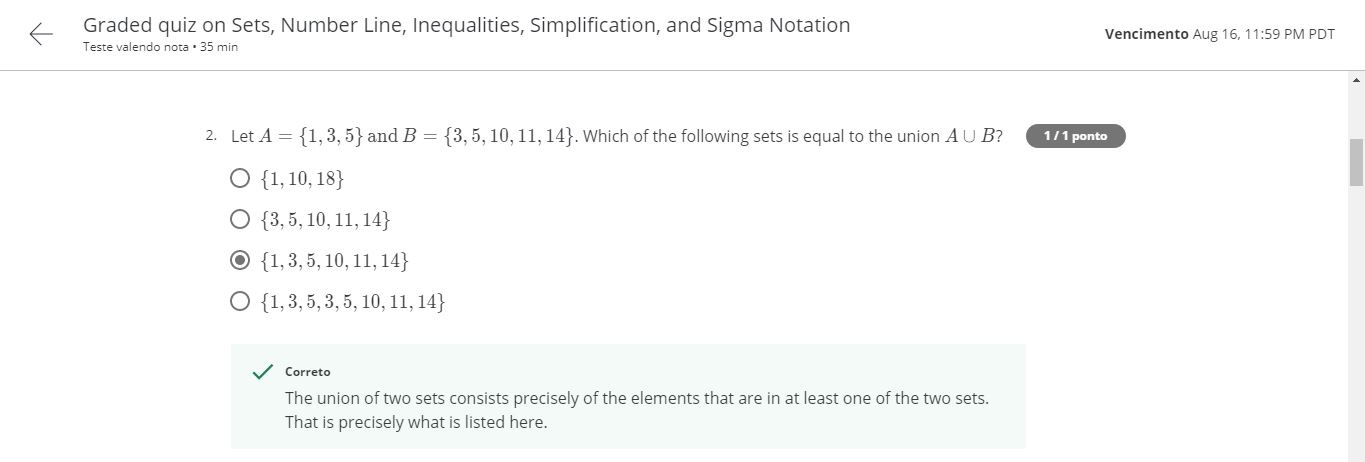 Graded quiz on Sets, Number Line, Inequalities, Simplification, and Sigma Notation
Teste valendo nota • 35 min
Vencimento Aug 16, 11:59 PM PDT
2. Let A = {1, 3, 5} and B = {3, 5, 10, 11, 14}. Which of the following sets is equal to the union A ∪ B?
1 / 1 ponto
{1, 10, 18}
{3, 5, 10, 11, 14}
{1, 3, 5, 10, 11, 14}
{1, 3, 5, 3, 5, 10, 11, 14}
Correto
The union of two sets consists precisely of the elements that are in at least one of the two sets.
That is precisely what is listed here.